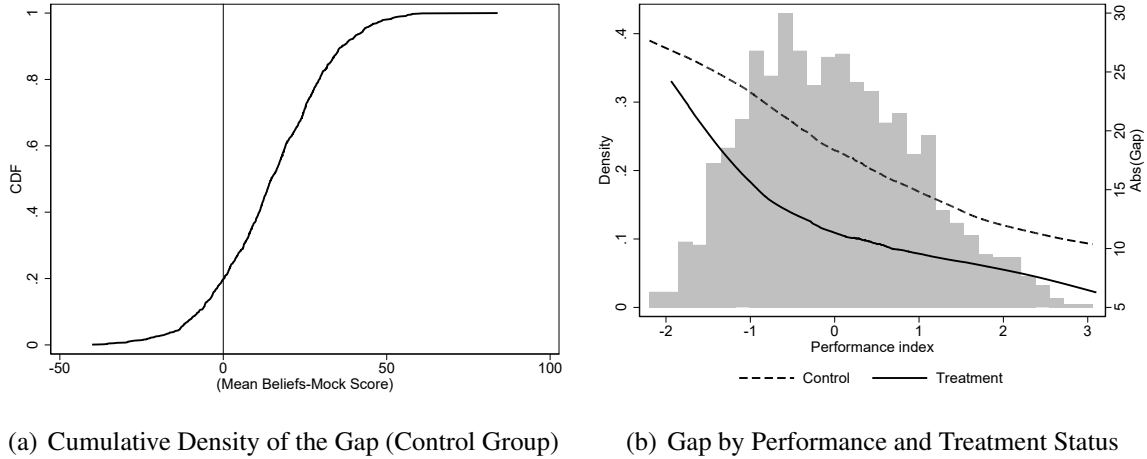 CDF
1
.8
.6
.4
.2
0
-50 0 50 100
(Mean Beliefs-Mock Score)
(a) Cumulative Density of the Gap (Control Group)
Density
.4
.3
.2
.1
0
30
25
20
15
10
5
Abs(Gap)
-2 -1 0 1 2 3
Performance index
Control Treatment
(b) Gap by Performance and Treatment Status